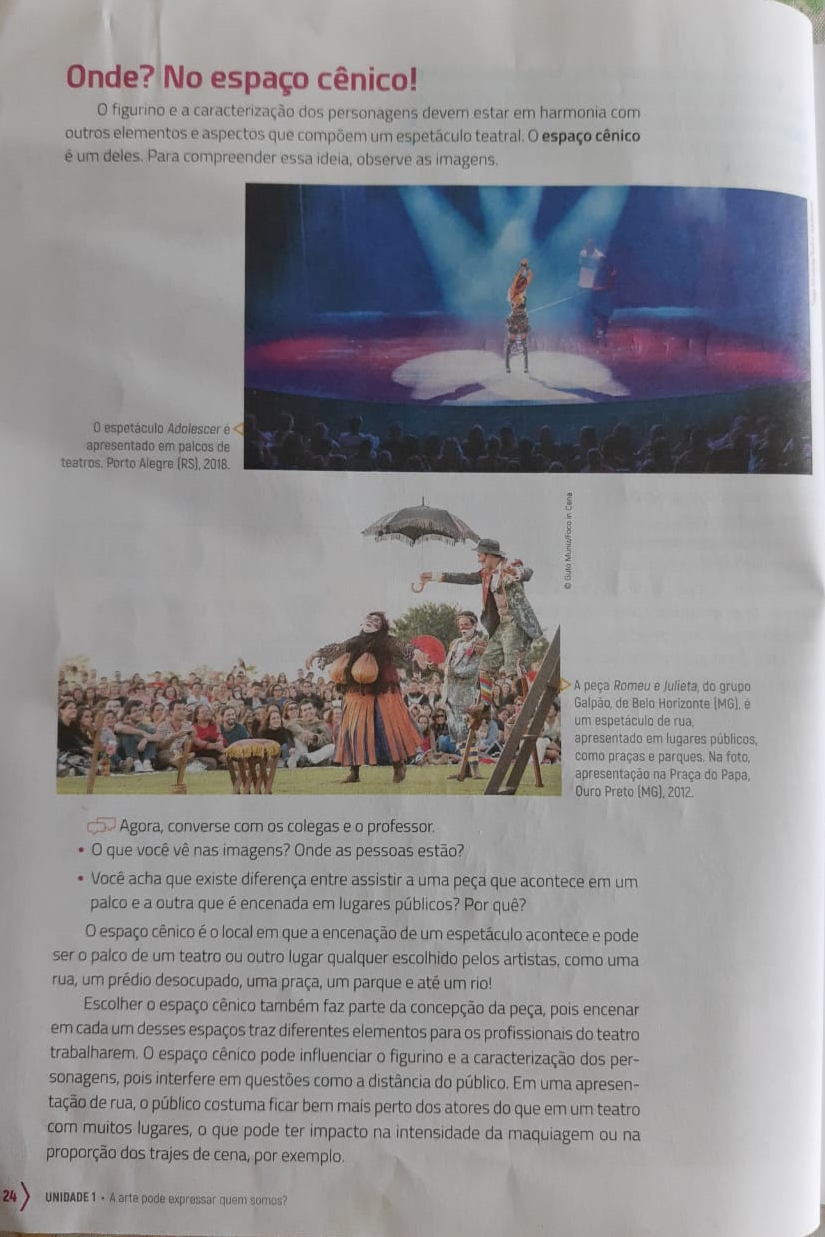 Onde? No espaço cênico!
O figurino e a caracterização dos personagens devem estar em harmonia com
outros elementos e aspectos que compõem um espetáculo teatral. O espaço cênico
é um deles. Para compreender essa ideia, observe as imagens.
O espetáculo Adolescer é
apresentado em palcos de
teatros. Porto Alegre (RS), 2018.
© Guto Muniz/Foco in Cena
A peça Romeu e Julieta, do grupo
Galpão, de Belo Horizonte (MG), é
um espetáculo de rua,
apresentado em lugares públicos,
como praças e parques. Na foto,
apresentação na Praça do Papa,
Ouro Preto (MG), 2012.
Agora, converse com os colegas e o professor.
• O que você vê nas imagens? Onde as pessoas estão?
• Você acha que existe diferença entre assistir a uma peça que acontece em um
palco e a outra que é encenada em lugares públicos? Por quê?
O espaço cênico é o local em que a encenação de um espetáculo acontece e pode
ser o palco de um teatro ou outro lugar qualquer escolhido pelos artistas, como uma
rua, um prédio desocupado, uma praça, um parque e até um rio!
Escolher o espaço cênico também faz parte da concepção da peça, pois encenar
em cada um desses espaços traz diferentes elementos para os profissionais do teatro
trabalharem. O espaço cênico pode influenciar o figurino e a caracterização dos per-
sonagens, pois interfere em questões como a distância do público. Em uma apresen-
tação de rua, o público costuma ficar bem mais perto dos atores do que em um teatro
com muitos lugares, o que pode ter impacto na intensidade da maquiagem ou na
proporção dos trajes de cena, por exemplo.
24 UNIDADE 1 • A arte pode expressar quem somos?